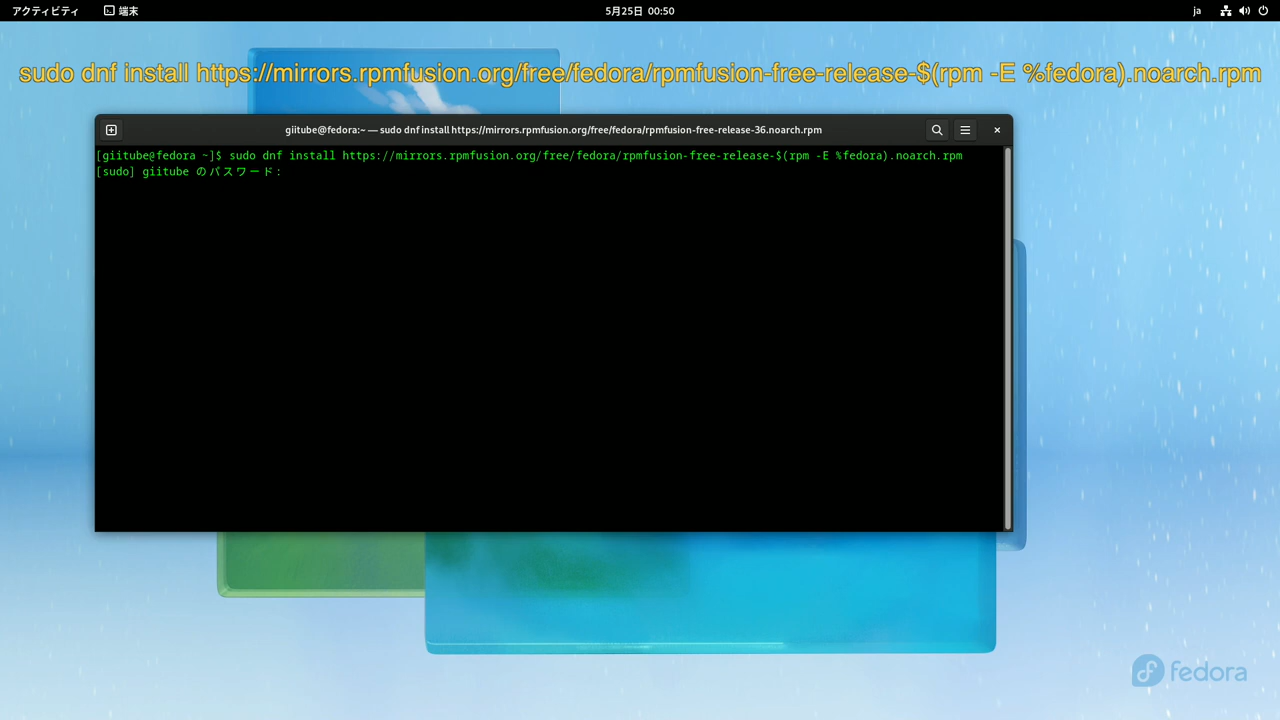 アクティビティ 端末 5月25日 00:50 ja
sudo dnf install https://mirrors.rpmfusion.org/free/fedora/rpmfusion-free-release-$(rpm -E %fedora).noarch.rpm
giitube@fedora:~ — sudo dnf install https://mirrors.rpmfusion.org/free/fedora/rpmfusion-free-release-36.noarch.rpm
[giitube@fedora ~]$ sudo dnf install https://mirrors.rpmfusion.org/free/fedora/rpmfusion-free-release-$(rpm -E %fedora).noarch.rpm
[sudo] giitube のパスワード:
fedora